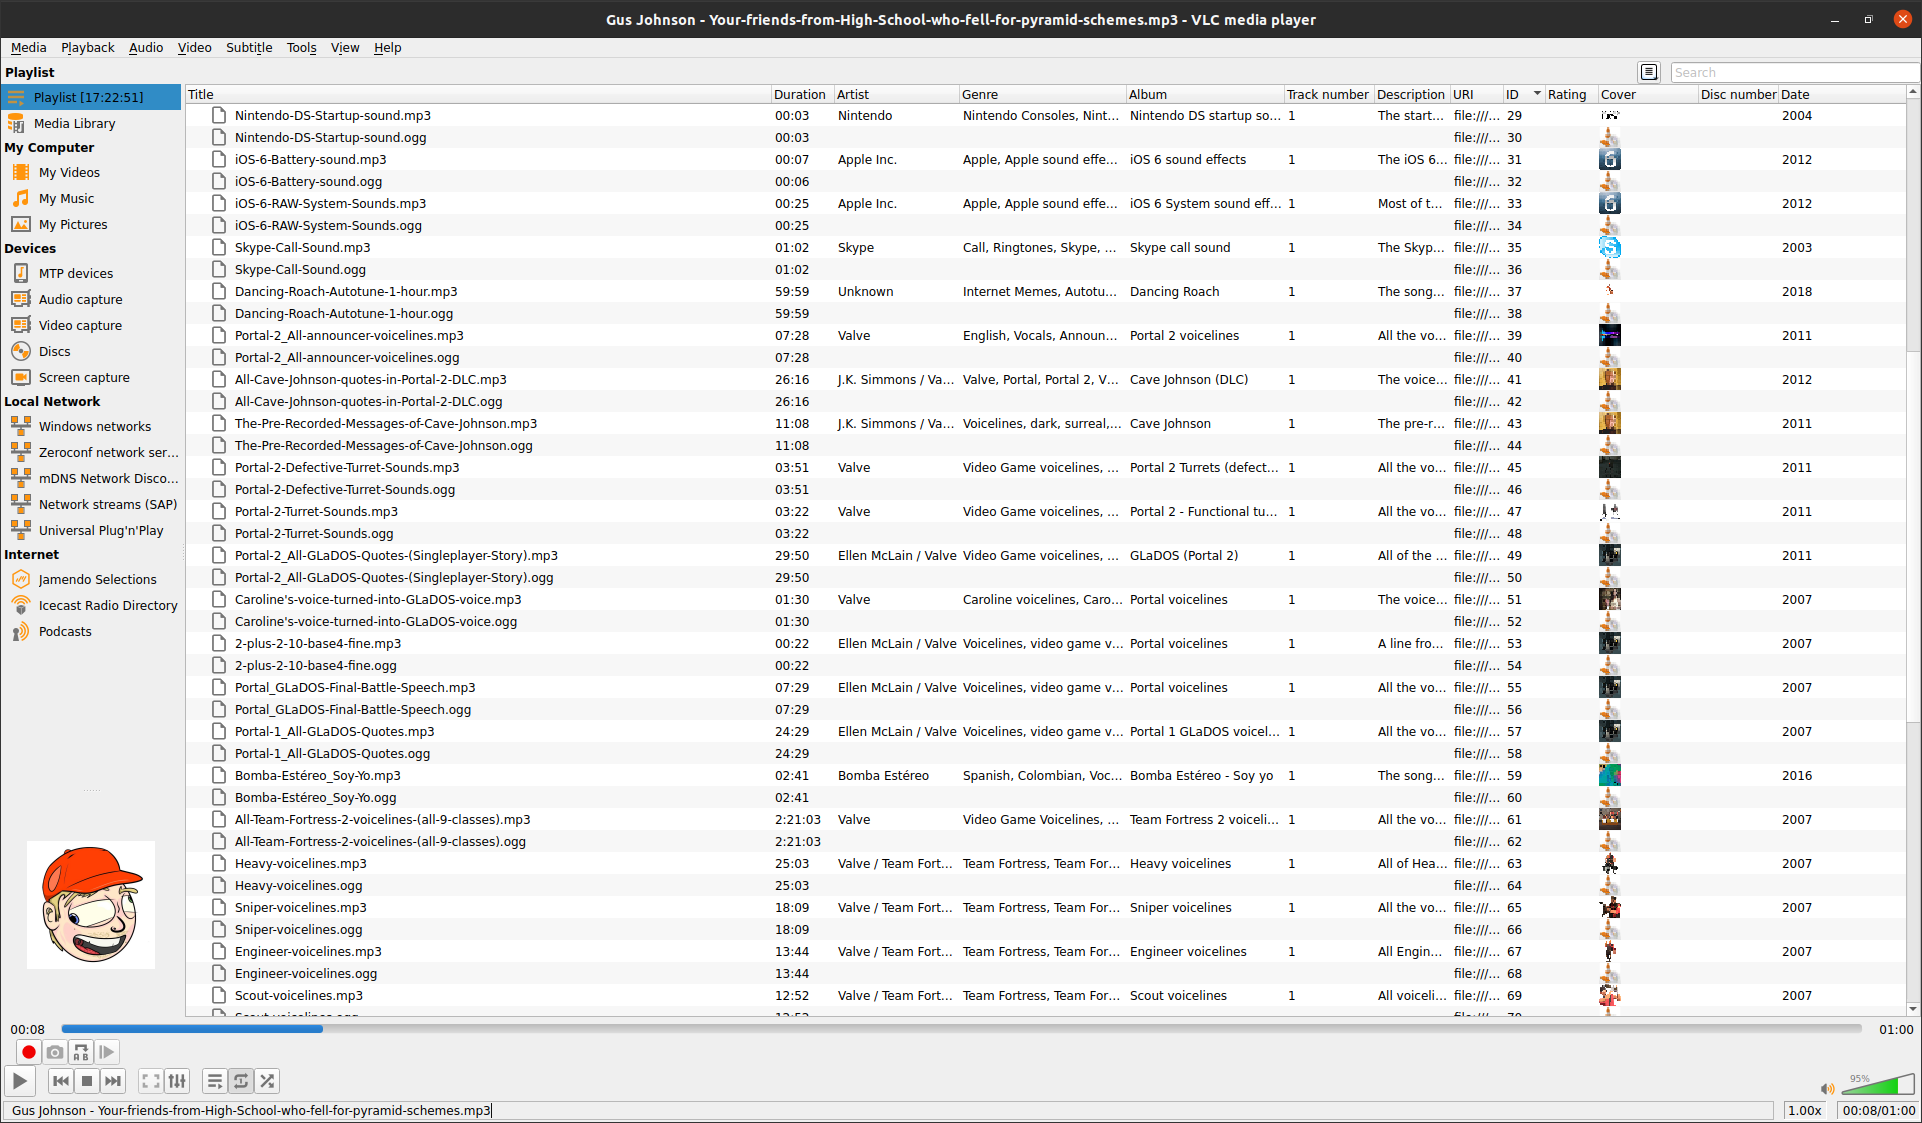 Gus Johnson - Your-friends-from-High-School-who-fell-for-pyramid-schemes.mp3 - VLC media player
Media Playback Audio Video Subtitle Tools View Help
Playlist
Search
Playlist [17:22:51]
Media Library
My Computer
My Videos
My Music
My Pictures
Devices
MTP devices
Audio capture
Video capture
Discs
Screen capture
Local Network
Windows networks
Zeroconf network ser...
mDNS Network Disco...
Network streams (SAP)
Universal Plug'n'Play
Internet
Jamendo Selections
Icecast Radio Directory
Podcasts
Title Duration Artist Genre Album Track number Description URI ID Rating Cover Disc number Date
Nintendo-DS-Startup-sound.mp3 00:03 Nintendo Nintendo Consoles, Nint... Nintendo DS startup so... 1 The start... file:///... 29 2004
Nintendo-DS-Startup-sound.ogg 00:03 file:///... 30
iOS-6-Battery-sound.mp3 00:07 Apple Inc. Apple, Apple sound effe... iOS 6 sound effects 1 The iOS 6... file:///... 31 2012
iOS-6-Battery-sound.ogg 00:06 file:///... 32
iOS-6-RAW-System-Sounds.mp3 00:25 Apple Inc. Apple, Apple sound effe... iOS 6 System sound eff... 1 Most of t... file:///... 33 2012
iOS-6-RAW-System-Sounds.ogg 00:25 file:///... 34
Skype-Call-Sound.mp3 01:02 Skype Call, Ringtones, Skype, ... Skype call sound 1 The Skyp... file:///... 35 2003
Skype-Call-Sound.ogg 01:02 file:///... 36
Dancing-Roach-Autotune-1-hour.mp3 59:59 Unknown Internet Memes, Autotu... Dancing Roach 1 The song... file:///... 37 2018
Dancing-Roach-Autotune-1-hour.ogg 59:59 file:///... 38
Portal-2_All-announcer-voicelines.mp3 07:28 Valve English, Vocals, Announ... Portal 2 voicelines 1 All the vo... file:///... 39 2011
Portal-2_All-announcer-voicelines.ogg 07:28 file:///... 40
All-Cave-Johnson-quotes-in-Portal-2-DLC.mp3 26:16 J.K. Simmons / Va... Valve, Portal, Portal 2, V... Cave Johnson (DLC) 1 The voice... file:///... 41 2012
All-Cave-Johnson-quotes-in-Portal-2-DLC.ogg 26:16 file:///... 42
The-Pre-Recorded-Messages-of-Cave-Johnson.mp3 11:08 J.K. Simmons / Va... Voicelines, dark, surreal,... Cave Johnson 1 The pre-r... file:///... 43 2011
The-Pre-Recorded-Messages-of-Cave-Johnson.ogg 11:08 file:///... 44
Portal-2-Defective-Turret-Sounds.mp3 03:51 Valve Video Game voicelines, ... Portal 2 Turrets (defect... 1 All the vo... file:///... 45 2011
Portal-2-Defective-Turret-Sounds.ogg 03:51 file:///... 46
Portal-2-Turret-Sounds.mp3 03:22 Valve Video Game voicelines, ... Portal 2 - Functional tu... 1 All the vo... file:///... 47 2011
Portal-2-Turret-Sounds.ogg 03:22 file:///... 48
Portal-2_All-GLaDOS-Quotes-(Singleplayer-Story).mp3 29:50 Ellen McLain / Valve Video Game voicelines, ... GLaDOS (Portal 2) 1 All of the ... file:///... 49 2011
Portal-2_All-GLaDOS-Quotes-(Singleplayer-Story).ogg 29:50 file:///... 50
Caroline's-voice-turned-into-GLaDOS-voice.mp3 01:30 Valve Caroline voicelines, Caro... Portal voicelines 1 The voice... file:///... 51 2007
Caroline's-voice-turned-into-GLaDOS-voice.ogg 01:30 file:///... 52
2-plus-2-10-base4-fine.mp3 00:22 Ellen McLain / Valve Voicelines, video game v... Portal voicelines 1 A line fro... file:///... 53 2007
2-plus-2-10-base4-fine.ogg 00:22 file:///... 54
Portal_GLaDOS-Final-Battle-Speech.mp3 07:29 Ellen McLain / Valve Voicelines, video game v... Portal voicelines 1 All the vo... file:///... 55 2007
Portal_GLaDOS-Final-Battle-Speech.ogg 07:29 file:///... 56
Portal-1_All-GLaDOS-Quotes.mp3 24:29 Ellen McLain / Valve Voicelines, video game v... Portal 1 GLaDOS voicel... 1 All the vo... file:///... 57 2007
Portal-1_All-GLaDOS-Quotes.ogg 24:29 file:///... 58
Bomba-Estéreo_Soy-Yo.mp3 02:41 Bomba Estéreo Spanish, Colombian, Voc... Bomba Estéreo - Soy yo 1 The song... file:///... 59 2016
Bomba-Estéreo_Soy-Yo.ogg 02:41 file:///... 60
All-Team-Fortress-2-voicelines-(all-9-classes).mp3 2:21:03 Valve Video Game Voicelines, ... Team Fortress 2 voiceli... 1 All the vo... file:///... 61 2007
All-Team-Fortress-2-voicelines-(all-9-classes).ogg 2:21:03 file:///... 62
Heavy-voicelines.mp3 25:03 Valve / Team Fort... Team Fortress, Team For... Heavy voicelines 1 All of Hea... file:///... 63 2007
Heavy-voicelines.ogg 25:03 file:///... 64
Sniper-voicelines.mp3 18:09 Valve / Team Fort... Team Fortress, Team For... Sniper voicelines 1 All the vo... file:///... 65 2007
Sniper-voicelines.ogg 18:09 file:///... 66
Engineer-voicelines.mp3 13:44 Valve / Team Fort... Team Fortress, Team For... Engineer voicelines 1 All Engin... file:///... 67 2007
Engineer-voicelines.ogg 13:44 file:///... 68
Scout-voicelines.mp3 12:52 Valve / Team Fort... Team Fortress, Team For... Scout voicelines 1 All voiceli... file:///... 69 2007
00:08 01:00
A B
95%
Gus Johnson - Your-friends-from-High-School-who-fell-for-pyramid-schemes.mp3 1.00x 00:08/01:00